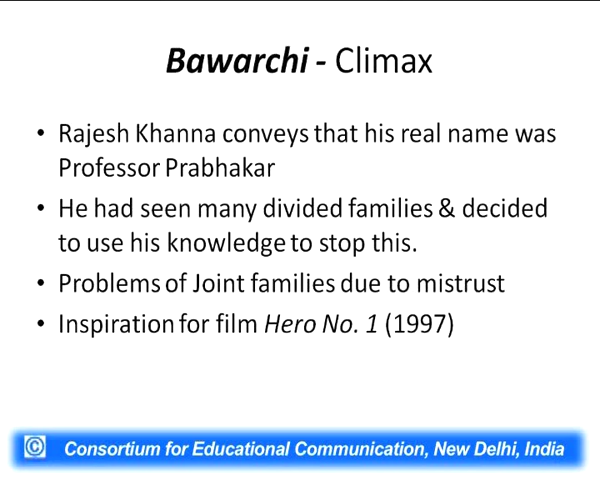 Bawarchi - Climax
• Rajesh Khanna conveys that his real name was
Professor Prabhakar
• He had seen many divided families & decided
to use his knowledge to stop this.
• Problems of Joint families due to mistrust
• Inspiration for film Hero No. 1 (1997)
© Consortium for Educational Communication, New Delhi, India